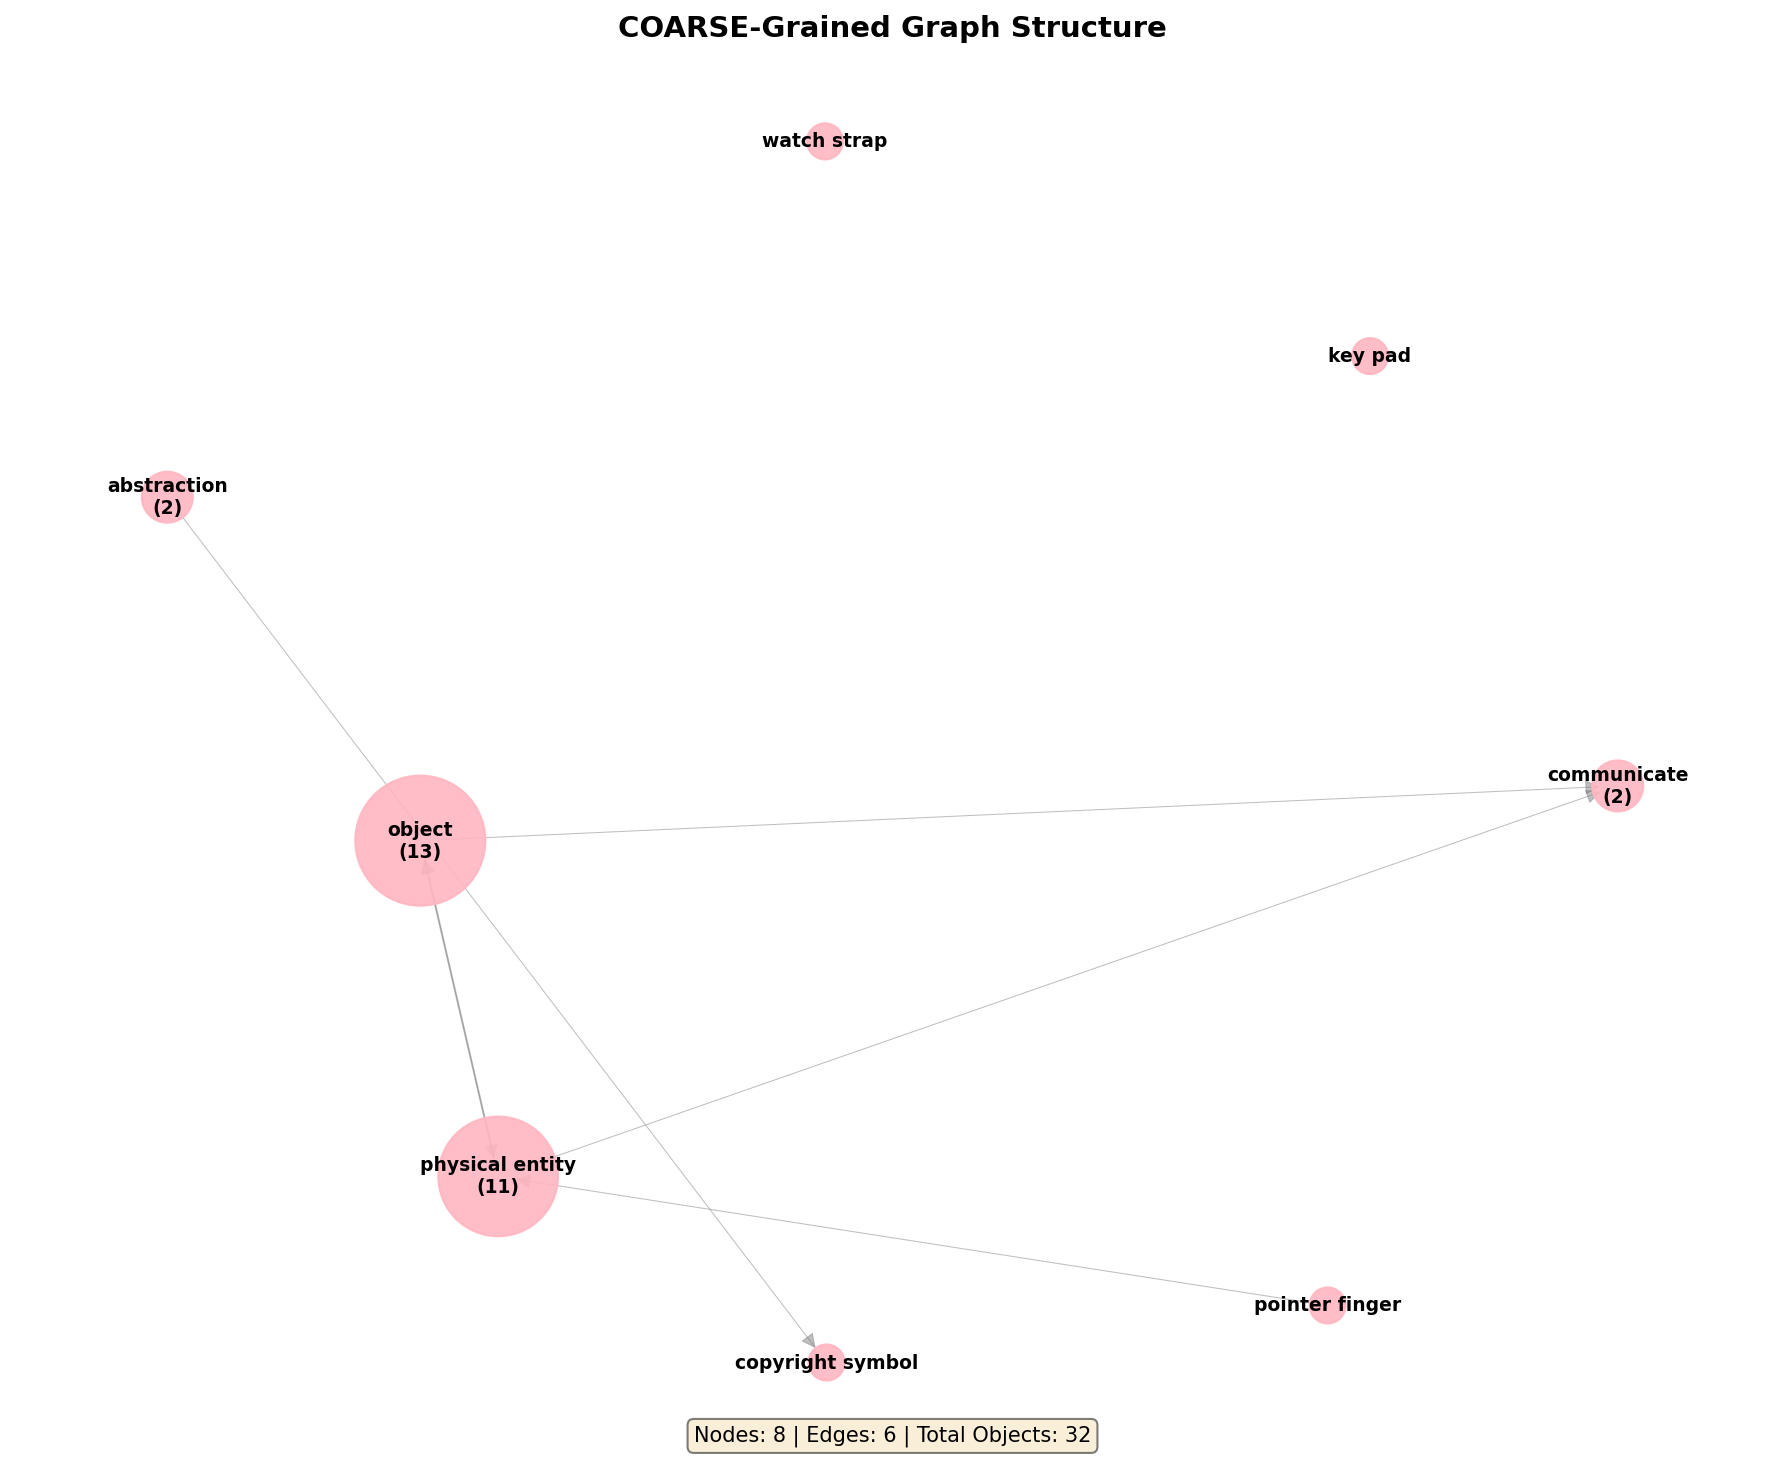 COARSE-Grained Graph Structure
watch strap
key pad
abstraction
(2)
communicate
(2)
object
(13)
physical entity
(11)
pointer finger
copyright symbol
Nodes: 8 | Edges: 6 | Total Objects: 32